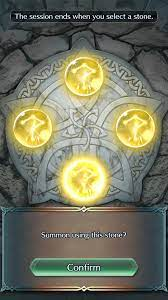 The session ends when you select a stone.
Summon using this stone?
Confirm